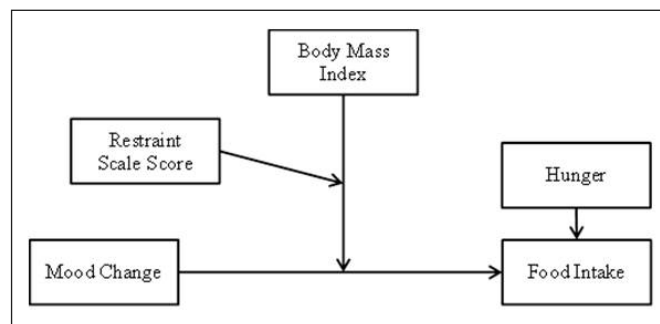 Body Mass
Index
Restraint
Scale Score
Hunger
Mood Change
Food Intake